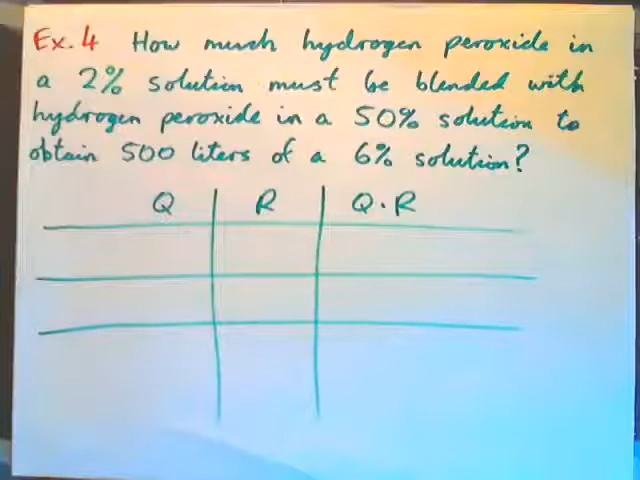 Ex. 4 How much hydrogen peroxide in
a 2% solution must be blended with
hydrogen peroxide in a 50% solution to
obtain 500 liters of a 6% solution?
Q R Q · R